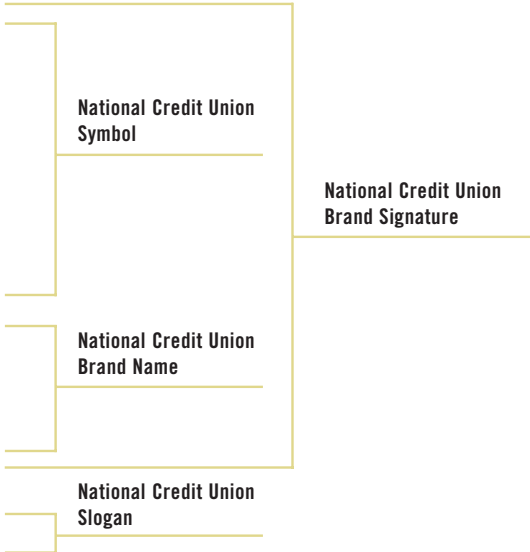 National Credit Union
Symbol
National Credit Union
Brand Signature
National Credit Union
Brand Name
National Credit Union
Slogan